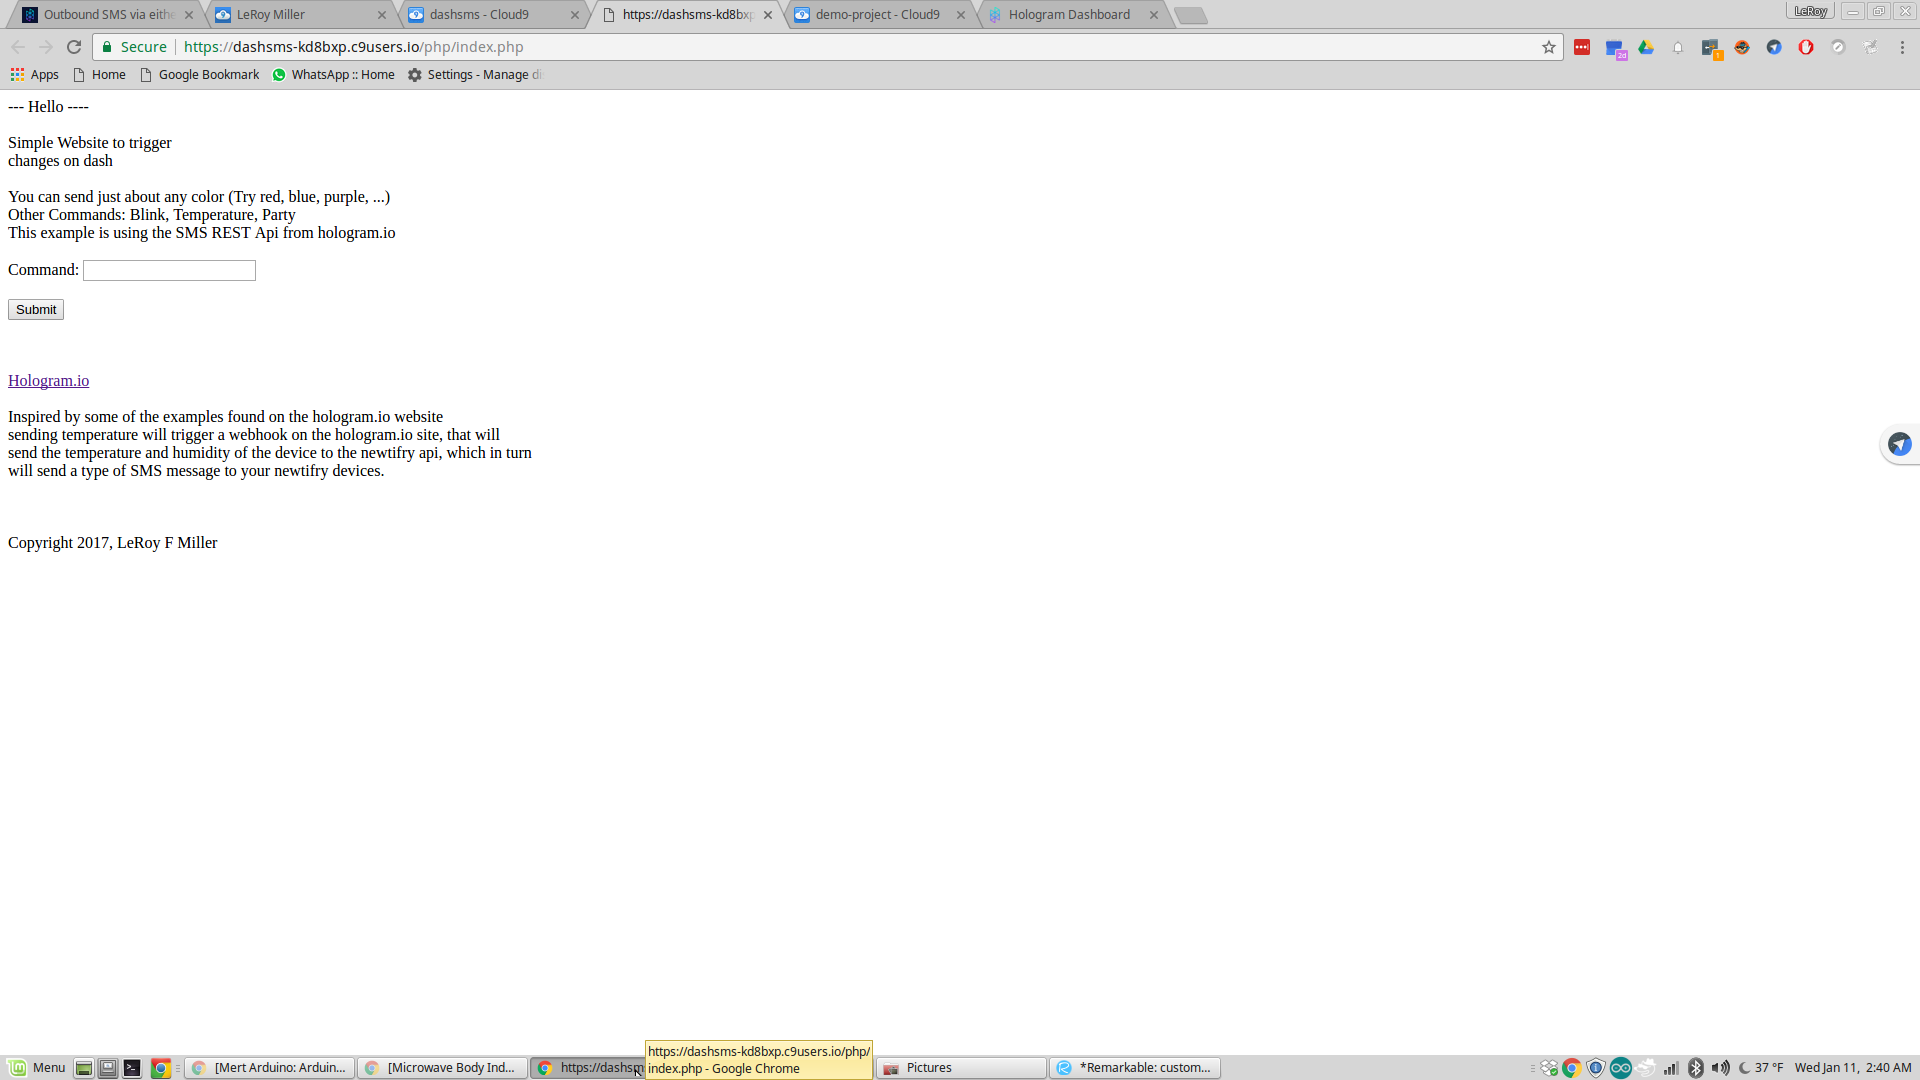 Outbound SMS via eithe
LeRoy Miller
dashsms - Cloud9
https://dashsms-kd8bxp
demo-project - Cloud9
Hologram Dashboard
LeRoy
Secure
https://dashsms-kd8bxp.c9users.io/php/index.php
Apps
Home
Google Bookmark
WhatsApp :: Home
Settings - Manage di
--- Hello ----
Simple Website to trigger
changes on dash
You can send just about any color (Try red, blue, purple, ...)
Other Commands: Blink, Temperature, Party
This example is using the SMS REST Api from hologram.io
Command:
Submit
Hologram.io
Inspired by some of the examples found on the hologram.io website
sending temperature will trigger a webhook on the hologram.io site, that will
send the temperature and humidity of the device to the newtifry api, which in turn
will send a type of SMS message to your newtifry devices.
Copyright 2017, LeRoy F Miller
https://dashsms-kd8bxp.c9users.io/php/
index.php - Google Chrome
Menu
[Mert Arduino: Arduin...
[Microwave Body Ind...
https://dashsm
Pictures
*Remarkable: custom...
37 °F
Wed Jan 11, 2:40 AM